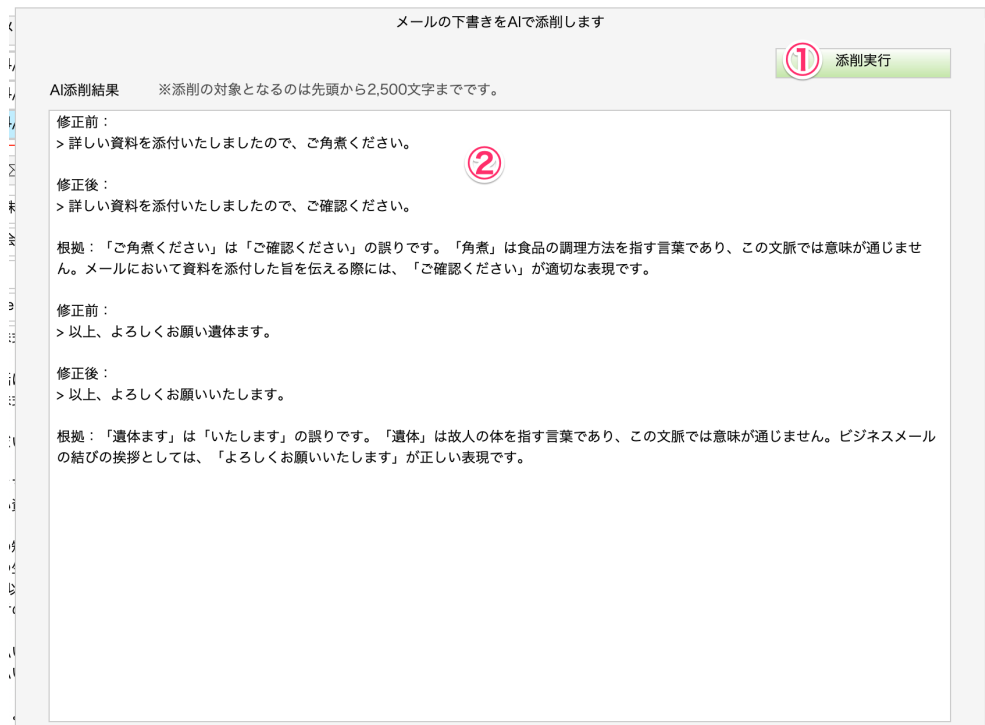 メールの下書きをAIで添削します
① 添削実行
AI添削結果 ※添削の対象となるのは先頭から2,500文字までです。
修正前：
> 詳しい資料を添付いたしましたので、ご角煮ください。
②
修正後：
> 詳しい資料を添付いたしましたので、ご確認ください。
根拠：「ご角煮ください」は「ご確認ください」の誤りです。「角煮」は食品の調理方法を指す言葉であり、この文脈では意味が通じませ
ん。メールにおいて資料を添付した旨を伝える際には、「ご確認ください」が適切な表現です。
修正前：
> 以上、よろしくお願い遺体ます。
修正後：
> 以上、よろしくお願いいたします。
根拠：「遺体ます」は「いたします」の誤りです。「遺体」は故人の体を指す言葉であり、この文脈では意味が通じません。ビジネスメール
の結びの挨拶としては、「よろしくお願いいたします」が正しい表現です。